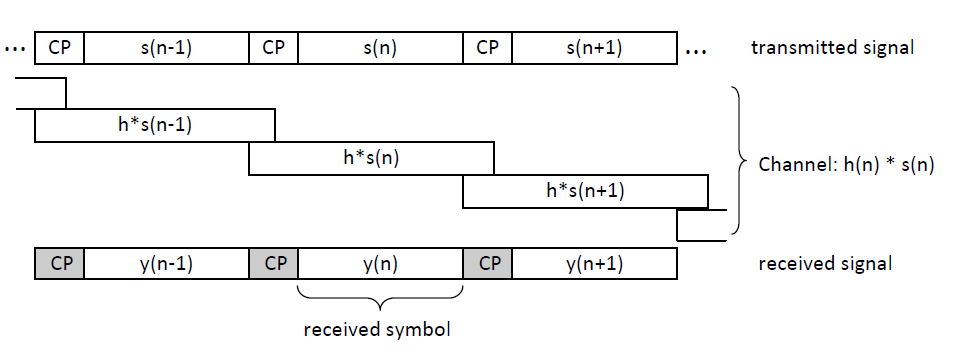 ... CP s(n-1) CP s(n) CP s(n+1) ... transmitted signal
h*s(n-1)
h*s(n)
Channel: h(n) * s(n)
h*s(n+1)
CP y(n-1) CP y(n) CP y(n+1) received signal
received symbol